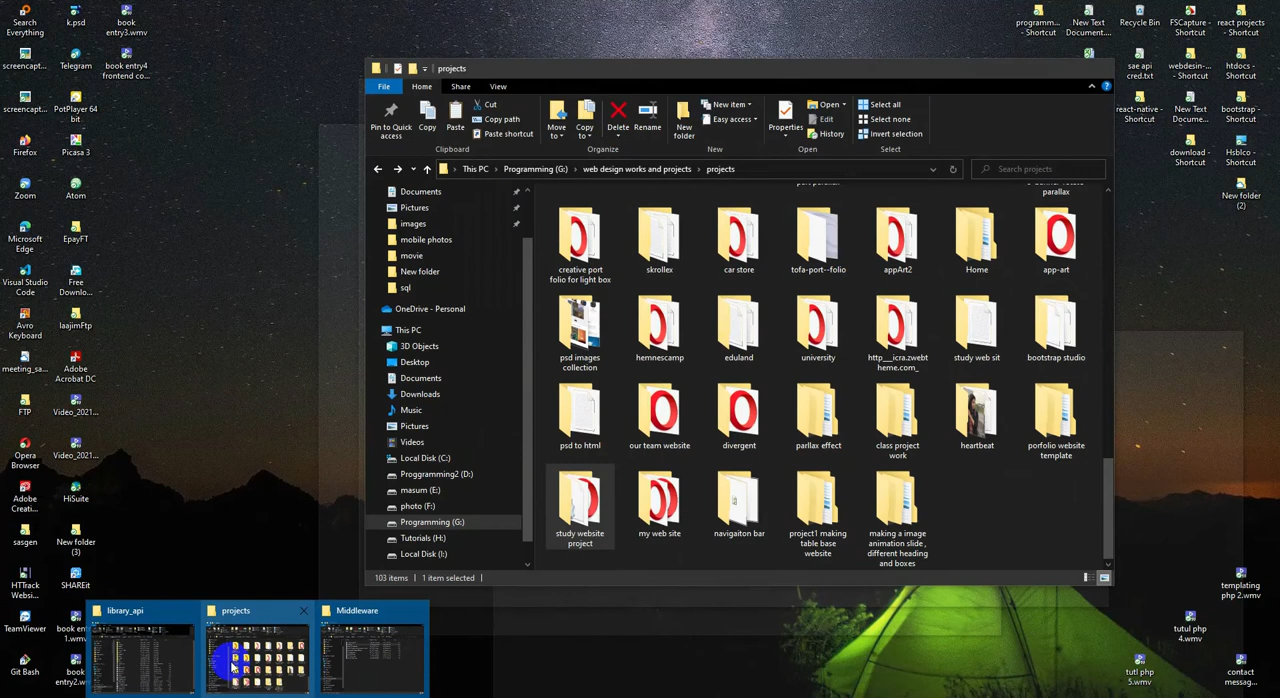 Search
Everything
k.psd
book
entry3.wmv
screencapt...
Telegram
book entry4
frontend co...
screencapt...
PotPlayer 64
bit
Firefox
Picasa 3
Zoom
Atom
Microsoft
Edge
EpayFT
Visual Studio
Code
Free
Downlo...
Avro
Keyboard
laajimFtp
meeting_sa...
Adobe
Acrobat DC
FTP
Video_2021...
Opera
Browser
Video_2021...
Adobe
Creati...
HiSuite
sasgen
New folder
(3)
HTTrack
Websi...
SHAREit
TeamViewer
book en
1.wmv
Git Bash
book
entry2.w
programm...
- Shortcut
New Text
Document...
Recycle Bin
FSCapture
- Shortcut
react projects
- Shortcut
sae api
cred.txt
webdesin-...
- Shortcut
htdocs -
Shortcut
react-native
- Shortcut
New Text
Docume...
bootstrap -
Shortcut
download -
Shortcut
Hsblco -
Shortcut
New folder
(2)
templating
php 2.wmv
tutul php
4.wmv
tutl php
5.wmv
contact
messag...
projects
File
Home
Share
View
Pin to Quick
access
Copy
Paste
Cut
Copy path
Paste shortcut
Clipboard
Move
to
Copy
to
Delete
Rename
Organize
New
folder
New item
Easy access
New
Properties
Open
Edit
History
Open
Select all
Select none
Invert selection
Select
This PC
Programming (G:)
web design works and projects
projects
Search projects
Documents
Pictures
images
mobile photos
movie
New folder
sql
OneDrive - Personal
This PC
3D Objects
Desktop
Documents
Downloads
Music
Pictures
Videos
Local Disk (C:)
Proggramming2 (D:)
masum (E:)
photo (F:)
Programming (G:)
Tutorials (H:)
Local Disk (I:)
parallax
creative port
folio for light box
skrollex
car store
tofa-port--folio
appArt2
Home
app-art
psd images
collection
hemnescamp
eduland
university
http__icra.zwebt
heme.com_
study web sit
bootstrap studio
psd to html
our team website
divergent
parllax effect
class project
work
heartbeat
porfolio website
template
study website
project
my web site
navigaiton bar
project1 making
table base
website
making a image
animation slide ,
different heading
and boxes
103 items
1 item selected
library_api
projects
Middleware